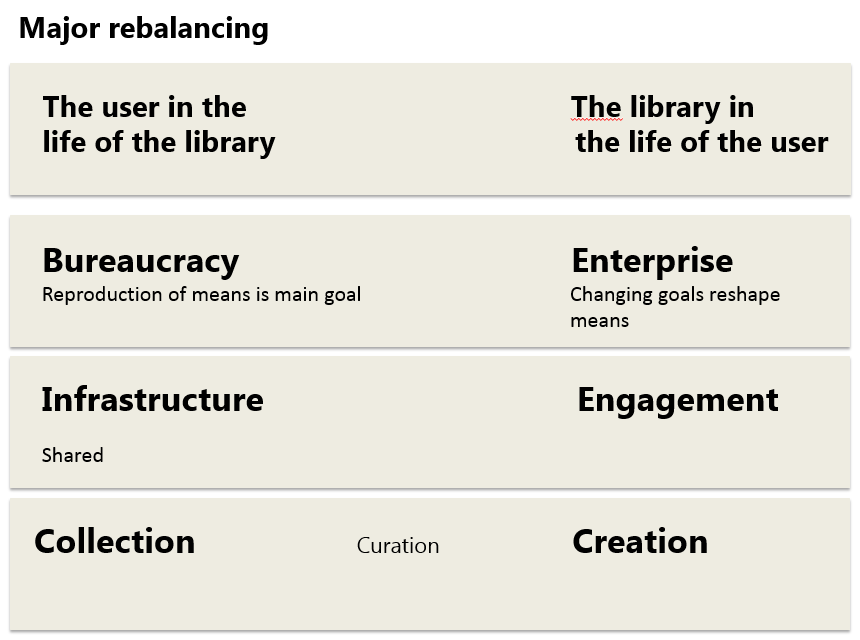 Major rebalancing
The user in the
life of the library
The library in
the life of the user
Bureaucracy
Reproduction of means is main goal
Enterprise
Changing goals reshape
means
Infrastructure
Shared
Engagement
Collection
Curation
Creation